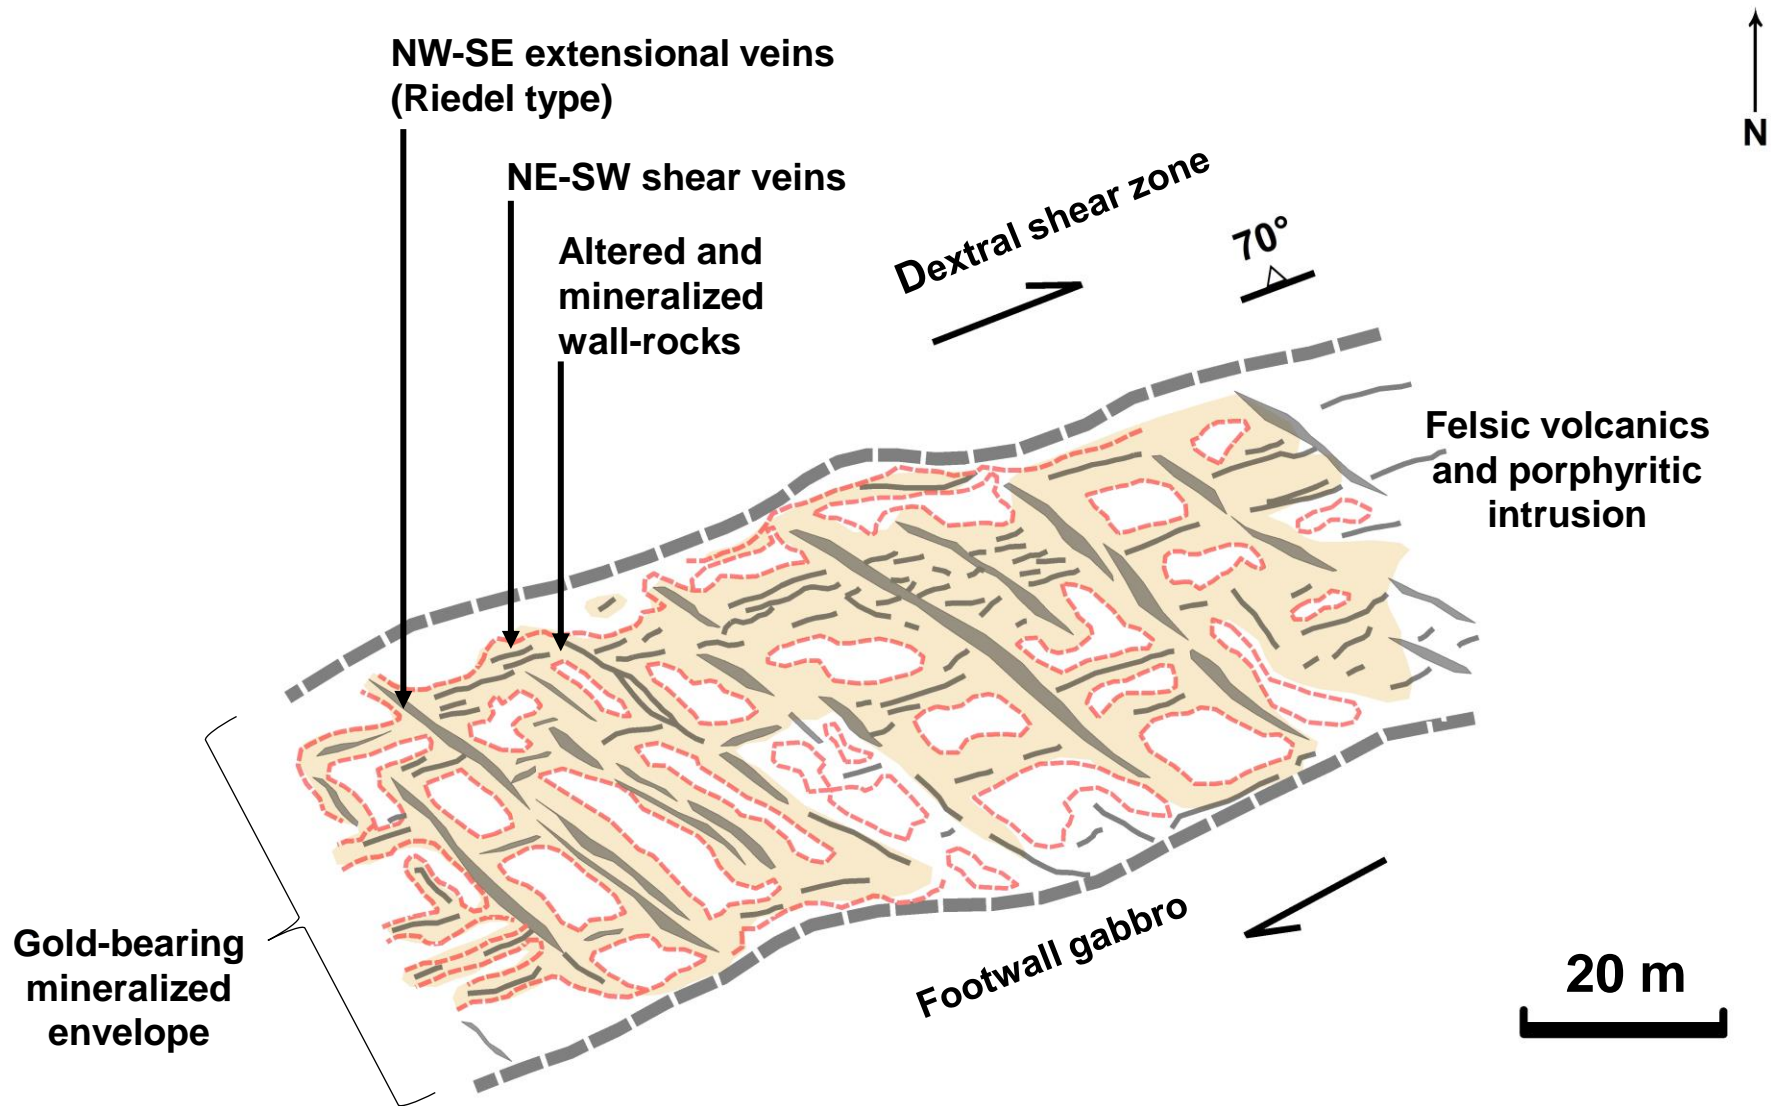 NW-SE extensional veins
(Riedel type)
NE-SW shear veins
Altered and
mineralized
wall-rocks
Dextral shear zone
70°
N
Felsic volcanics
and porphyritic
intrusion
Gold-bearing
mineralized
envelope
Footwall gabbro
20 m